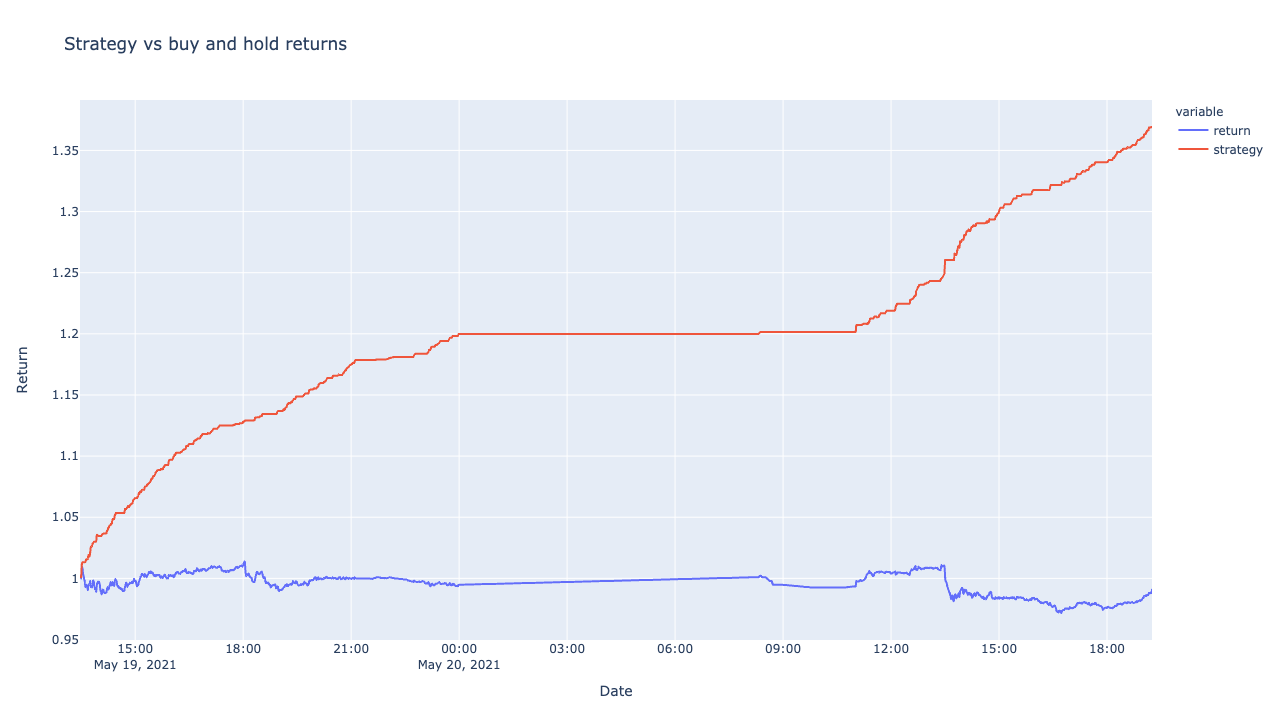 Strategy vs buy and hold returns
variable
return
strategy
1.35
1.3
1.25
1.2
1.15
1.1
1.05
1
0.95
Return
15:00 18:00 21:00 00:00 03:00 06:00 09:00 12:00 15:00 18:00
May 19, 2021 May 20, 2021
Date